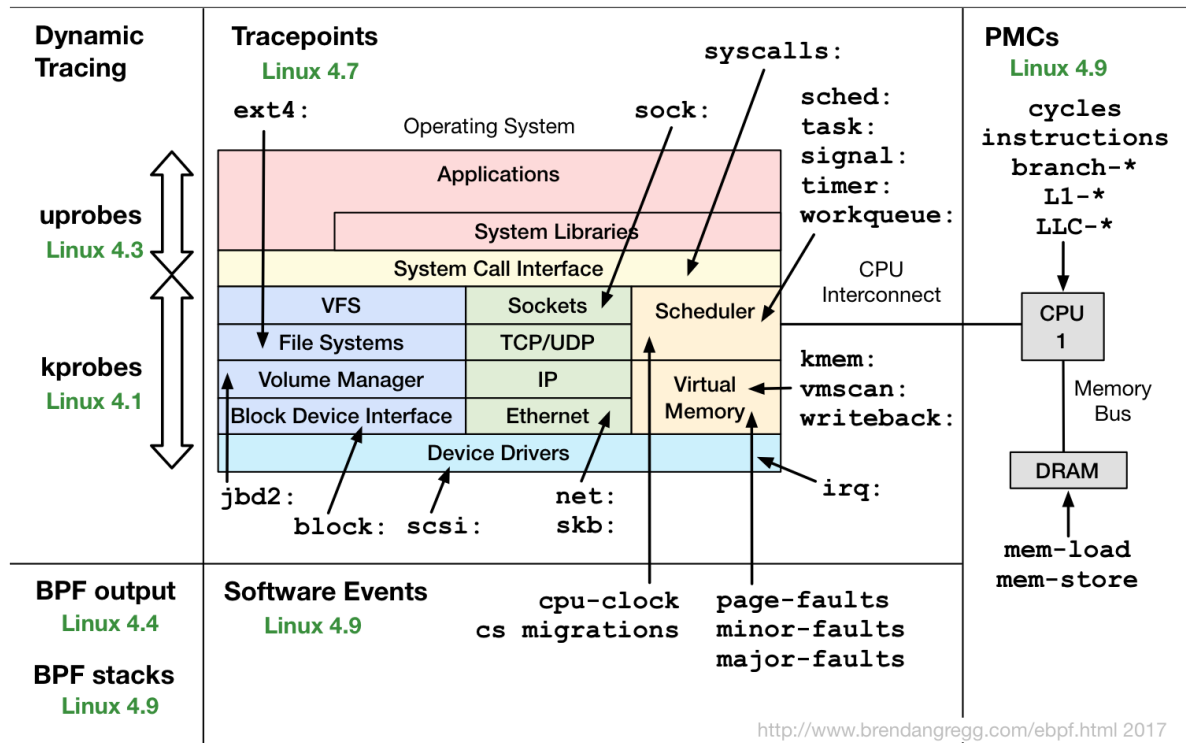 Dynamic
Tracing
uprobes
Linux 4.3
kprobes
Linux 4.1
Tracepoints
Linux 4.7
syscalls:
ext4:
Operating System
sock:
sched:
task:
signal:
timer:
workqueue:
Applications
System Libraries
System Call Interface
VFS
Sockets
Scheduler
File Systems
TCP/UDP
Volume Manager
IP
Virtual
Memory
Block Device Interface
Ethernet
Device Drivers
CPU
Interconnect
kmem:
vmscan:
writeback:
irq:
jbd2:
block:
scsi:
net:
skb:
PMCs
Linux 4.9
cycles
instructions
branch-*
L1-*
LLC-*
CPU
1
Memory
Bus
DRAM
mem-load
mem-store
BPF output
Linux 4.4
BPF stacks
Linux 4.9
Software Events
Linux 4.9
cpu-clock
cs migrations
page-faults
minor-faults
major-faults
http://www.brendangregg.com/ebpf.html 2017